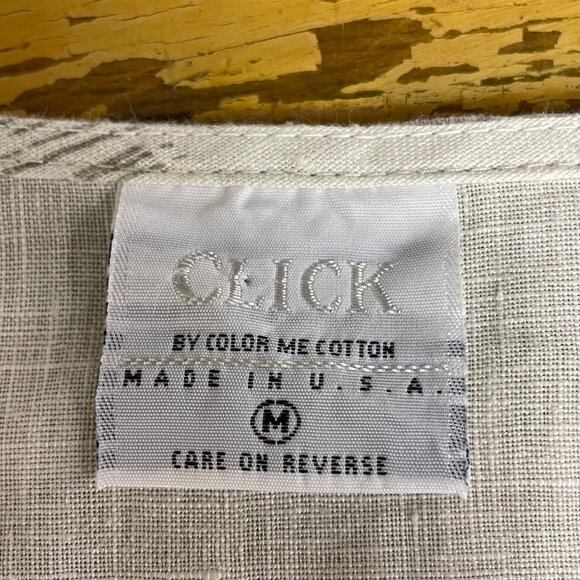 CLICK
BY COLOR ME COTTON
MADE IN U.S.A.
M
CARE ON REVERSE